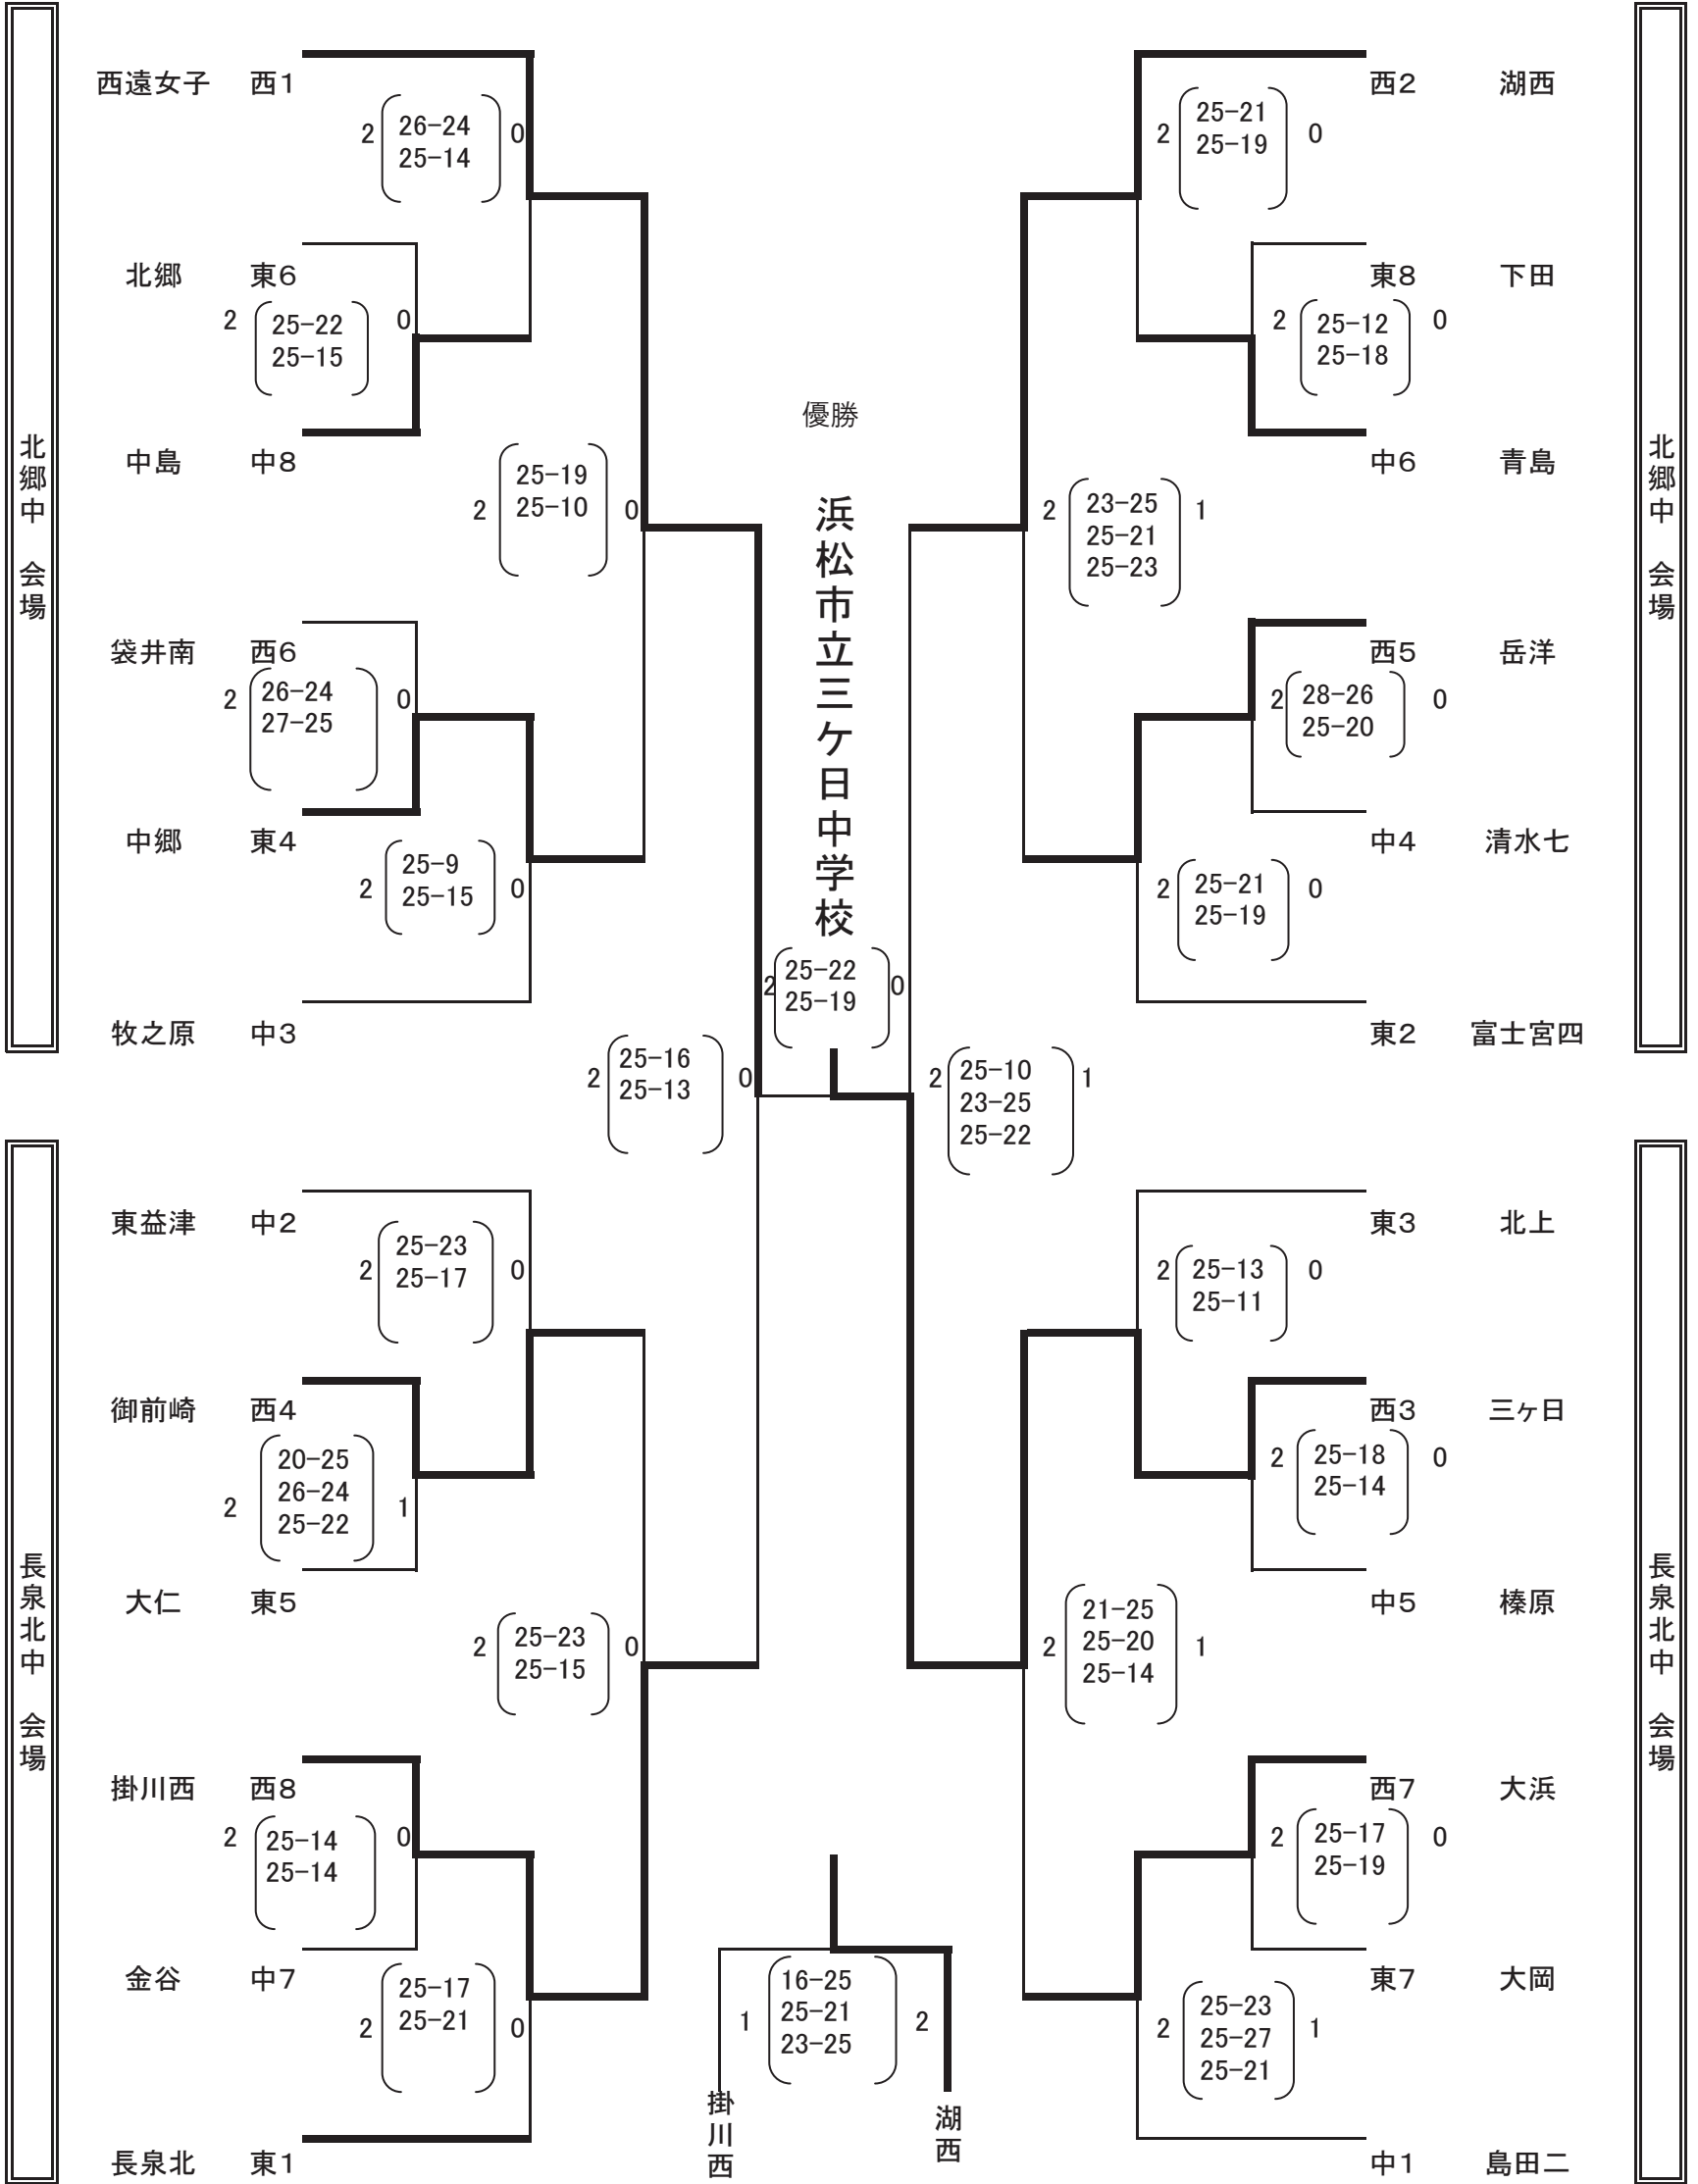 北郷中 会場
西遠女子 西1
2 26-24 0
25-14
北郷 東6
2 25-22 0
25-15
中島 中8
2 25-19 0
25-10
袋井南 西6
2 26-24 0
27-25
中郷 東4
2 25-9 0
25-15
牧之原 中3
2 25-16 0
25-13
長泉北中 会場
東益津 中2
2 25-23 0
25-17
御前崎 西4
20-25
26-24
2 25-22 1
大仁 東5
2 25-23 0
25-15
掛川西 西8
2 25-14 0
25-14
金谷 中7
25-17
2 25-21 0
長泉北 東1
優勝
浜松市立三ケ日中学校
2 25-22 0
25-19
16-25
1 25-21 2
23-25
掛川西
湖西
北郷中 会場
西2 湖西
2 25-21 0
25-19
東8 下田
2 25-12 0
25-18
中6 青島
2 23-25 1
25-21
25-23
西5 岳洋
2 28-26 0
25-20
中4 清水七
2 25-21 0
25-19
東2 富士宮四
2 25-10 1
23-25
25-22
長泉北中 会場
東3 北上
2 25-13 0
25-11
西3 三ヶ日
2 25-18 0
25-14
中5 榛原
21-25
2 25-20 1
25-14
西7 大浜
2 25-17 0
25-19
東7 大岡
25-23
2 25-27 1
25-21
中1 島田二